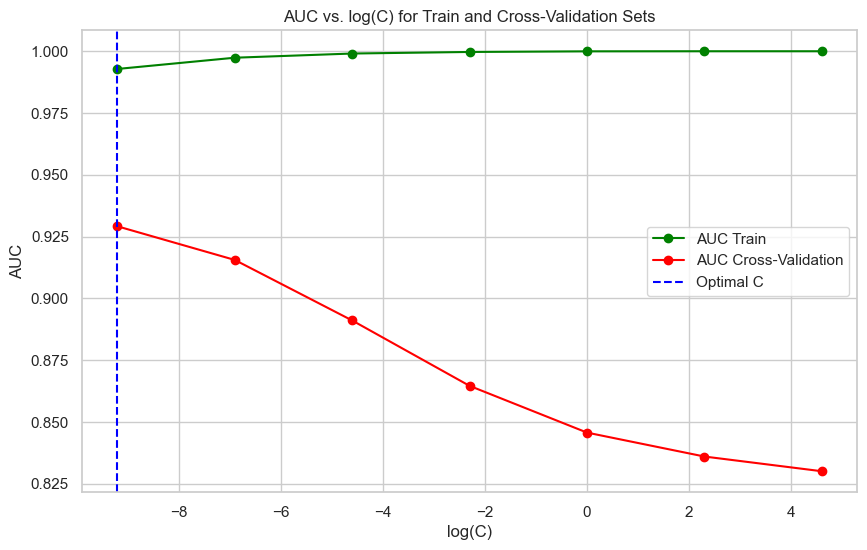 AUC vs. log(C) for Train and Cross-Validation Sets
1.000
0.975
0.950
0.925
0.900
0.875
0.850
0.825
AUC
AUC Train
AUC Cross-Validation
Optimal C
−8
−6
−4
−2
0
2
4
log(C)